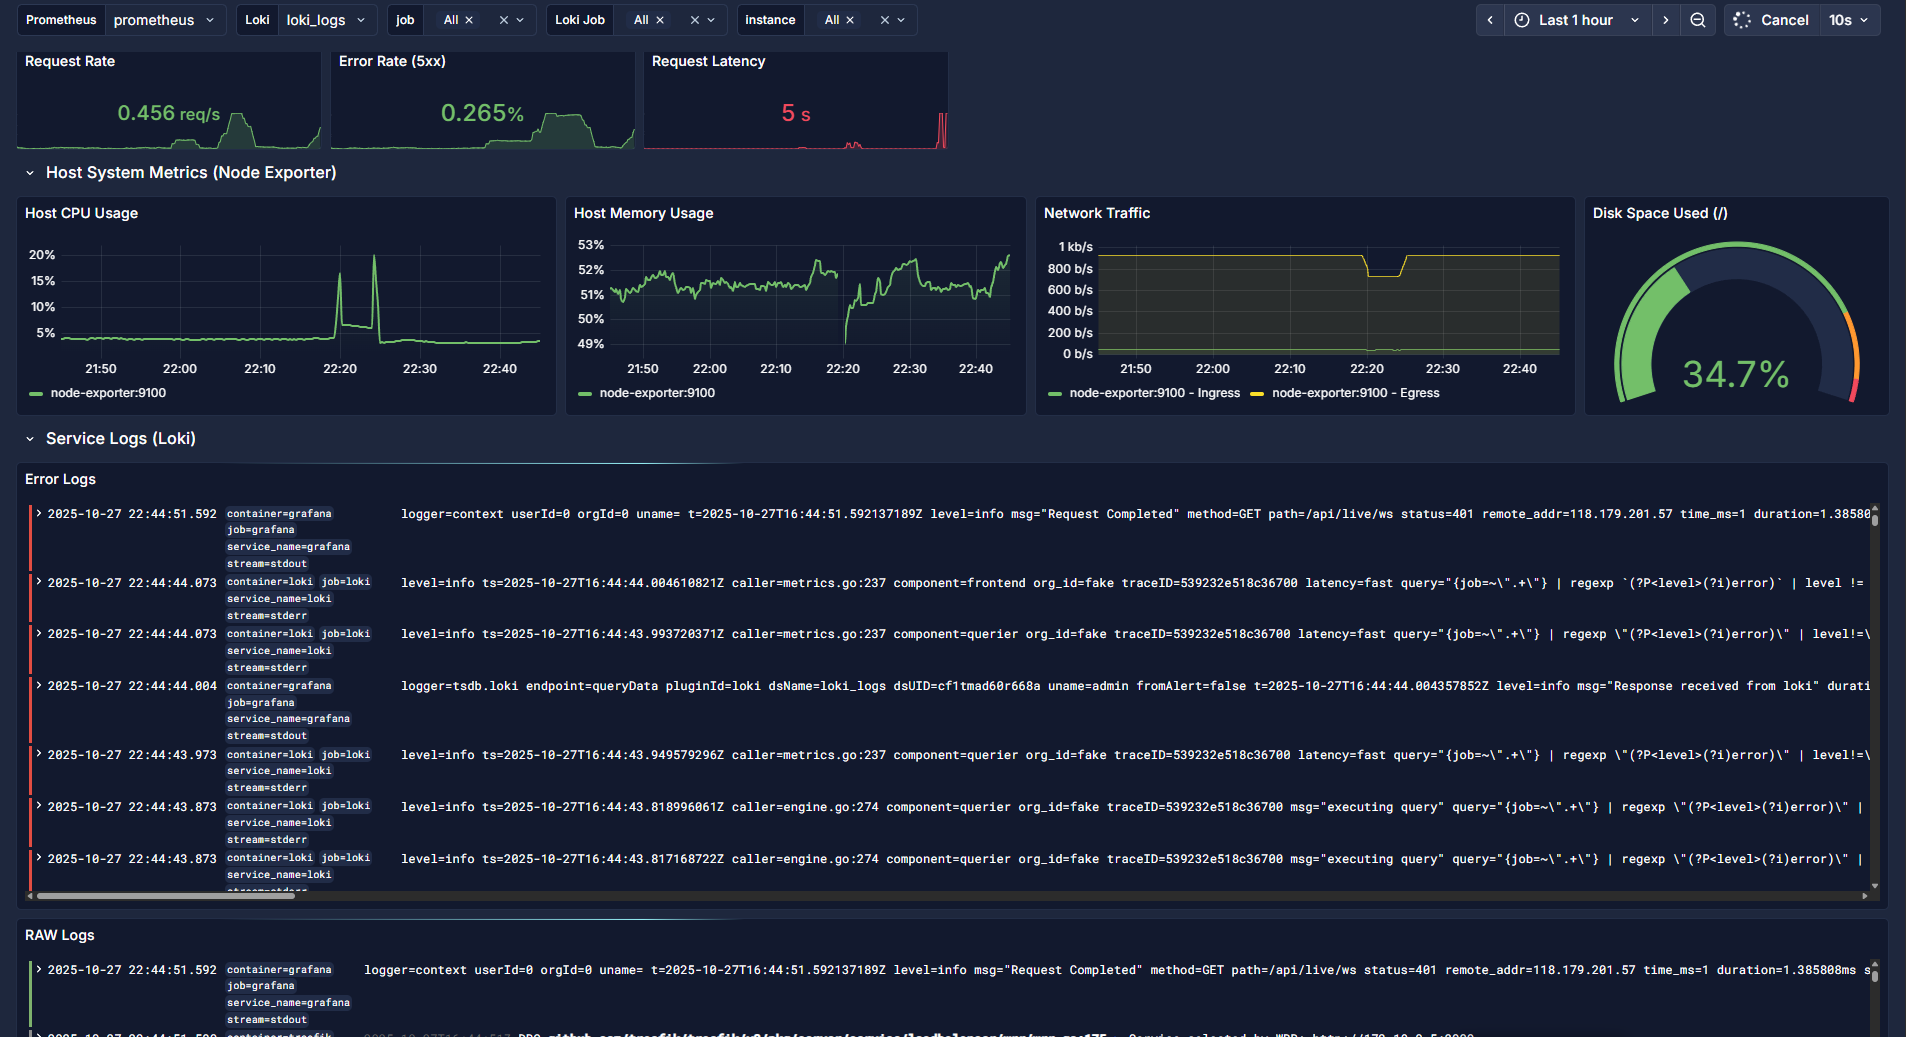 Prometheus prometheus Loki loki_logs job All Loki Job All instance All Last 1 hour Cancel 10s
Request Rate
0.456 req/s
Error Rate (5xx)
0.265%
Request Latency
5 s
Host System Metrics (Node Exporter)
Host CPU Usage
20%
15%
10%
5%
21:50 22:00 22:10 22:20 22:30 22:40
node-exporter:9100
Host Memory Usage
53%
52%
51%
50%
49%
21:50 22:00 22:10 22:20 22:30 22:40
node-exporter:9100
Network Traffic
1 kb/s
800 b/s
600 b/s
400 b/s
200 b/s
0 b/s
21:50 22:00 22:10 22:20 22:30 22:40
node-exporter:9100 - Ingress node-exporter:9100 - Egress
Disk Space Used (/)
34.7%
Service Logs (Loki)
Error Logs
2025-10-27 22:44:51.592 container=grafana logger=context userId=0 orgId=0 uname= t=2025-10-27T16:44:51.592137189Z level=info msg="Request Completed" method=GET path=/api/live/ws status=401 remote_addr=118.179.201.57 time_ms=1 duration=1.38580
job=grafana
service_name=grafana
stream=stdout
2025-10-27 22:44:44.073 container=loki job=loki level=info ts=2025-10-27T16:44:44.004610821Z caller=metrics.go:237 component=frontend org_id=fake traceID=539232e518c36700 latency=fast query="{job=~\".+\"} | regexp `(?P<level>(?i)error)` | level !=
service_name=loki
stream=stderr
2025-10-27 22:44:44.073 container=loki job=loki level=info ts=2025-10-27T16:44:43.993720371Z caller=metrics.go:237 component=querier org_id=fake traceID=539232e518c36700 latency=fast query="{job=~\".+\"} | regexp \"(?P<level>(?i)error)\" | level!=\
service_name=loki
stream=stderr
2025-10-27 22:44:44.004 container=grafana logger=tsdb.loki endpoint=queryData pluginId=loki dsName=loki_logs dsUID=cf1tmad60r668a uname=admin fromAlert=false t=2025-10-27T16:44:44.004357852Z level=info msg="Response received from loki" durati
job=grafana
service_name=grafana
stream=stdout
2025-10-27 22:44:43.973 container=loki job=loki level=info ts=2025-10-27T16:44:43.949579296Z caller=metrics.go:237 component=querier org_id=fake traceID=539232e518c36700 latency=fast query="{job=~\".+\"} | regexp \"(?P<level>(?i)error)\" | level!=\
service_name=loki
stream=stderr
2025-10-27 22:44:43.873 container=loki job=loki level=info ts=2025-10-27T16:44:43.818996061Z caller=engine.go:274 component=querier org_id=fake traceID=539232e518c36700 msg="executing query" query="{job=~\".+\"} | regexp \"(?P<level>(?i)error)\" |
service_name=loki
stream=stderr
2025-10-27 22:44:43.873 container=loki job=loki level=info ts=2025-10-27T16:44:43.817168722Z caller=engine.go:274 component=querier org_id=fake traceID=539232e518c36700 msg="executing query" query="{job=~\".+\"} | regexp \"(?P<level>(?i)error)\" |
service_name=loki
stream=stderr
RAW Logs
2025-10-27 22:44:51.592 container=grafana logger=context userId=0 orgId=0 uname= t=2025-10-27T16:44:51.592137189Z level=info msg="Request Completed" method=GET path=/api/live/ws status=401 remote_addr=118.179.201.57 time_ms=1 duration=1.385808ms s
job=grafana
service_name=grafana
stream=stdout